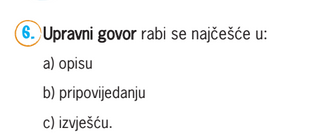 6. Upravni govor rabi se najčešće u:
a) opisu
b) pripovijedanju
c) izvješću.